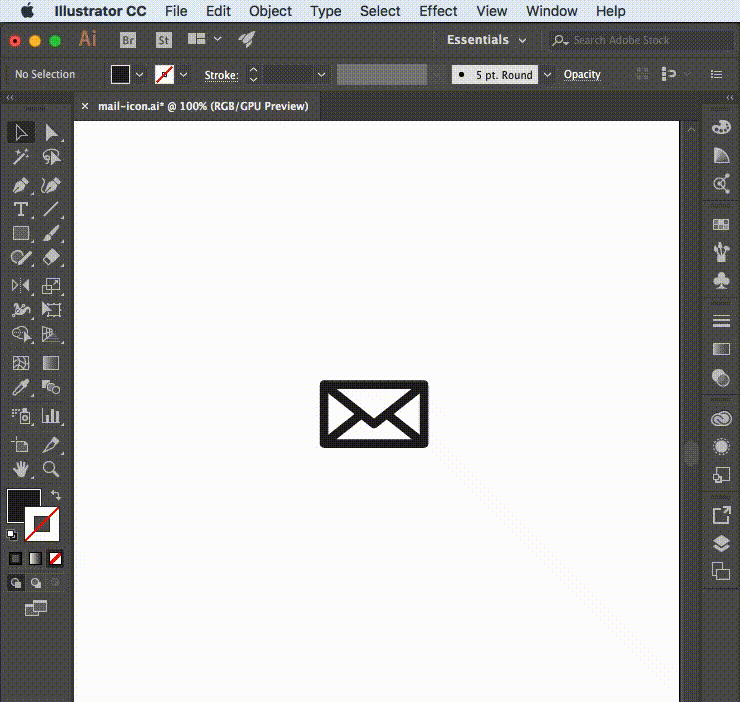 Illustrator CC File Edit Object Type Select Effect View Window Help
Ai Br St Essentials Search Adobe Stock
No Selection Stroke: 5 pt. Round Opacity
× mail-icon.ai* @ 100% (RGB/GPU Preview)
T